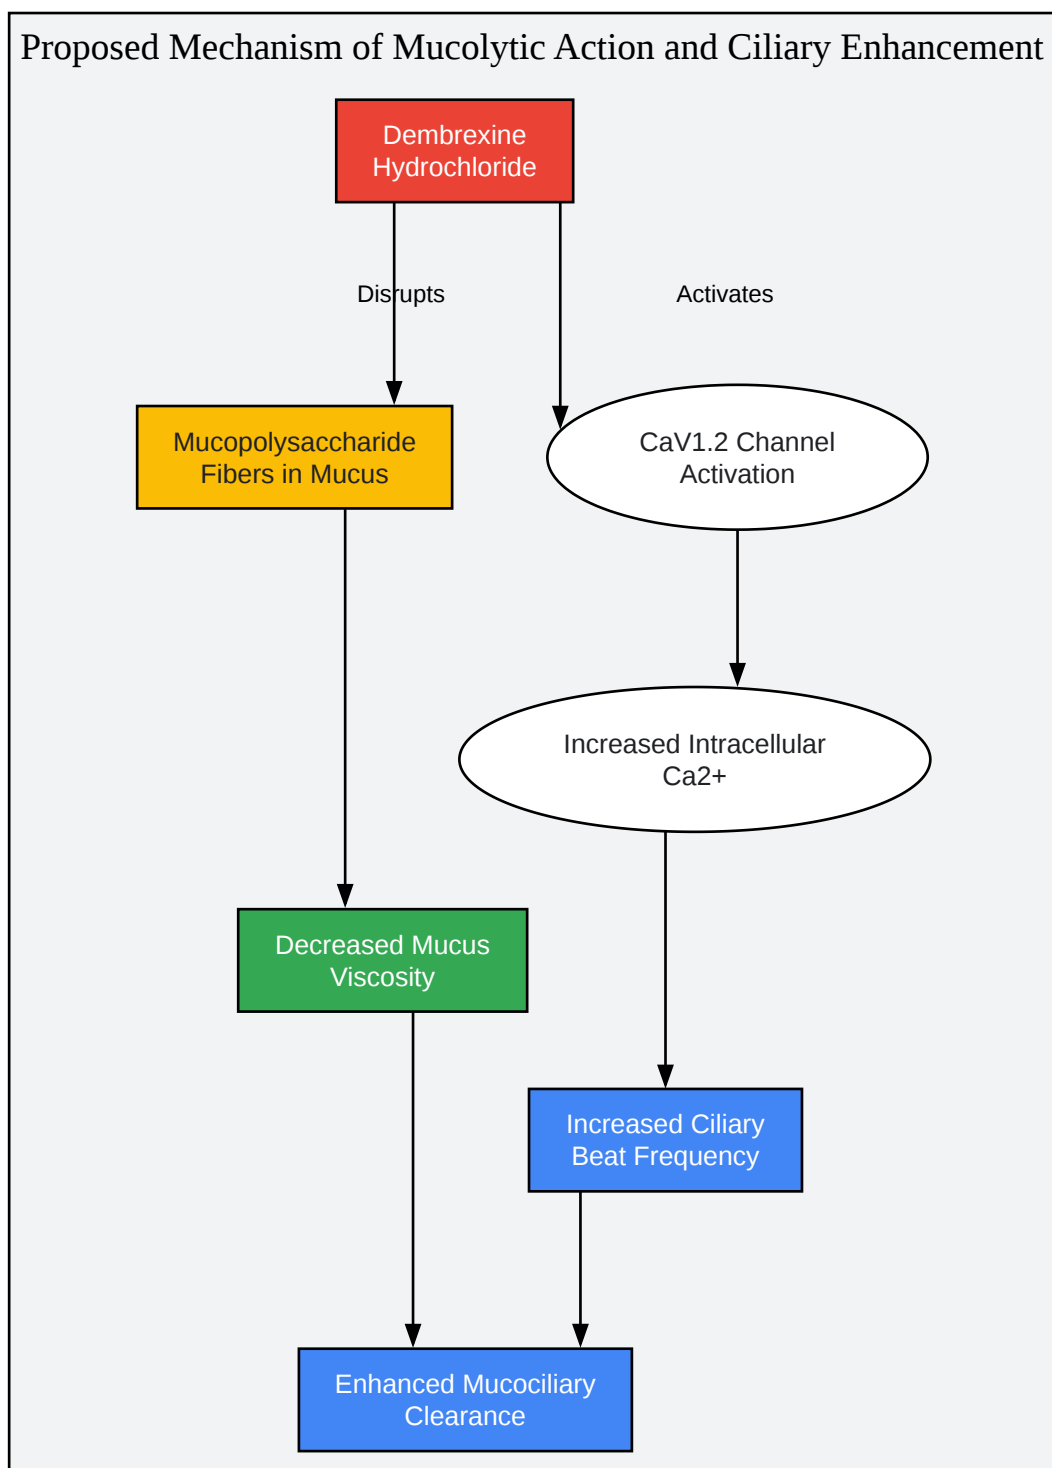 Proposed Mechanism of Mucolytic Action and Ciliary Enhancement
Dembrexine
Hydrochloride
Disrupts
Activates
Mucopolysaccharide
Fibers in Mucus
CaV1.2 Channel
Activation
Increased Intracellular
Ca2+
Decreased Mucus
Viscosity
Increased Ciliary
Beat Frequency
Enhanced Mucociliary
Clearance